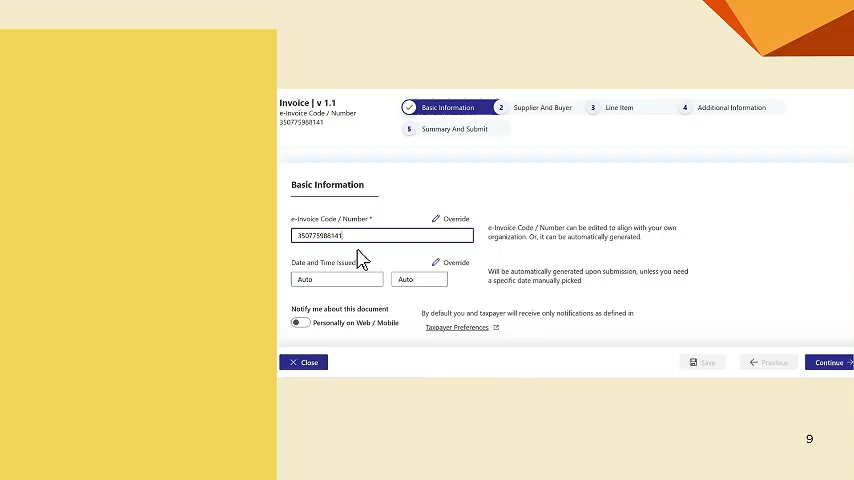 Invoice | v 1.1
e-Invoice Code / Number
350775988141
Basic Information
2 Supplier And Buyer
3 Line Item
4 Additional Information
5 Summary And Submit
Basic Information
e-Invoice Code / Number *
Override
350775988141
e-Invoice Code / Number can be edited to align with your own
organization. Or, it can be automatically generated.
Date and Time Issued
Override
Auto
Auto
Will be automatically generated upon submission, unless you need
a specific date manually picked
Notify me about this document
Personally on Web / Mobile
By default you and taxpayer will receive only notifications as defined in
Taxpayer Preferences
Close
Save
Previous
Continue
9